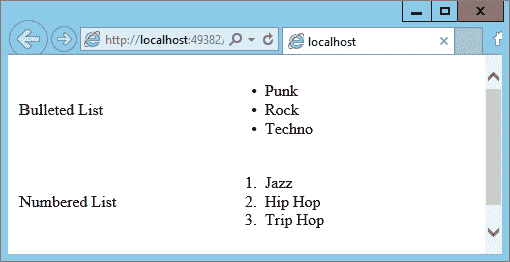 http://localhost:49382/
localhost
Bulleted List
• Punk
• Rock
• Techno
Numbered List
1. Jazz
2. Hip Hop
3. Trip Hop